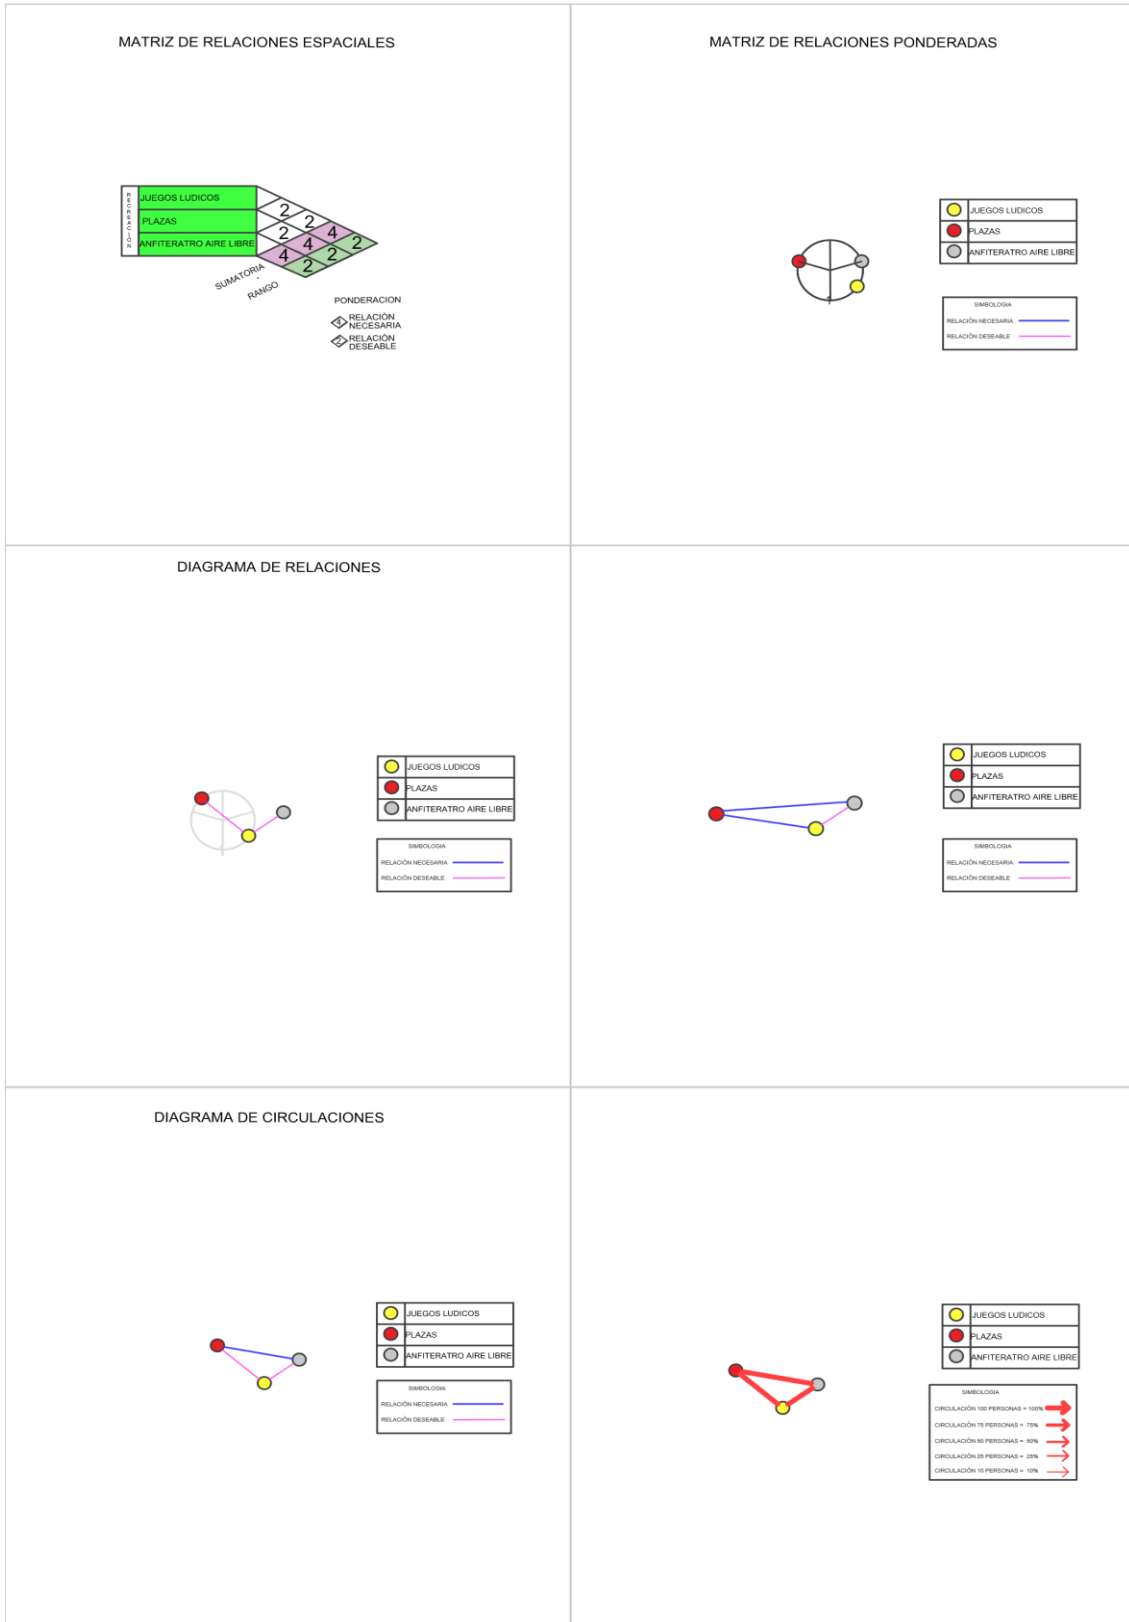 MATRIZ DE RELACIONES ESPACIALES
RECREACIÓN
JUEGOS LUDICOS
PLAZAS
ANFITERATRO AIRE LIBRE
2
2
2
4
4
2
4
2
2
SUMATORIA
-
RANGO
PONDERACION
4 RELACIÓN
NECESARIA
2 RELACIÓN
DESEABLE
MATRIZ DE RELACIONES PONDERADAS
JUEGOS LUDICOS
PLAZAS
ANFITERATRO AIRE LIBRE
SIMBOLOGIA
RELACIÓN NECESARIA
RELACIÓN DESEABLE
DIAGRAMA DE RELACIONES
JUEGOS LUDICOS
PLAZAS
ANFITERATRO AIRE LIBRE
SIMBOLOGIA
RELACIÓN NECESARIA
RELACIÓN DESEABLE
JUEGOS LUDICOS
PLAZAS
ANFITERATRO AIRE LIBRE
SIMBOLOGIA
RELACIÓN NECESARIA
RELACIÓN DESEABLE
DIAGRAMA DE CIRCULACIONES
JUEGOS LUDICOS
PLAZAS
ANFITERATRO AIRE LIBRE
SIMBOLOGIA
RELACIÓN NECESARIA
RELACIÓN DESEABLE
JUEGOS LUDICOS
PLAZAS
ANFITERATRO AIRE LIBRE
SIMBOLOGIA
CIRCULACIÓN 100 PERSONAS = 100%
CIRCULACIÓN 75 PERSONAS = 75%
CIRCULACIÓN 50 PERSONAS = 50%
CIRCULACIÓN 25 PERSONAS = 25%
CIRCULACIÓN 10 PERSONAS = 10%